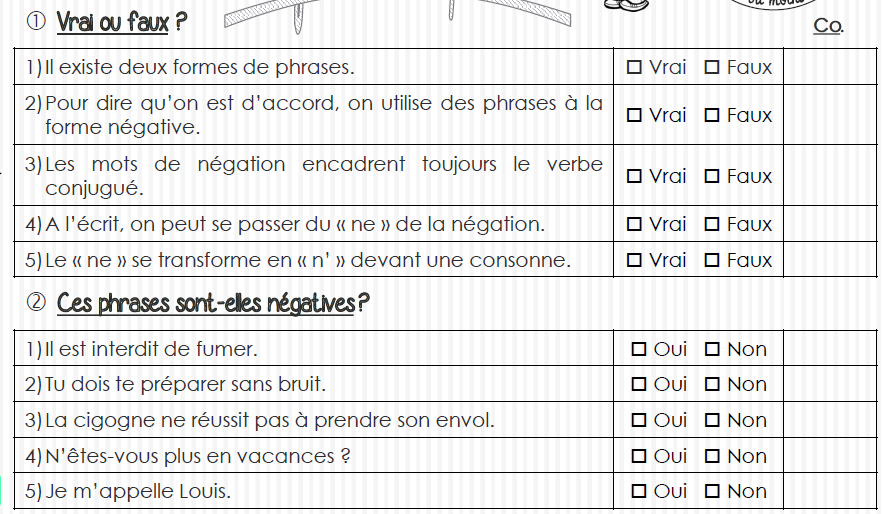 ou moins
① Vrai ou faux ?
Co.
1) Il existe deux formes de phrases. □ Vrai □ Faux
2) Pour dire qu'on est d'accord, on utilise des phrases à la
forme négative. □ Vrai □ Faux
3) Les mots de négation encadrent toujours le verbe
conjugué. □ Vrai □ Faux
4) A l'écrit, on peut se passer du « ne » de la négation. □ Vrai □ Faux
5) Le « ne » se transforme en « n' » devant une consonne. □ Vrai □ Faux
② Ces phrases sont-elles négatives?
1) Il est interdit de fumer. □ Oui □ Non
2) Tu dois te préparer sans bruit. □ Oui □ Non
3) La cigogne ne réussit pas à prendre son envol. □ Oui □ Non
4) N'êtes-vous plus en vacances ? □ Oui □ Non
5) Je m'appelle Louis. □ Oui □ Non